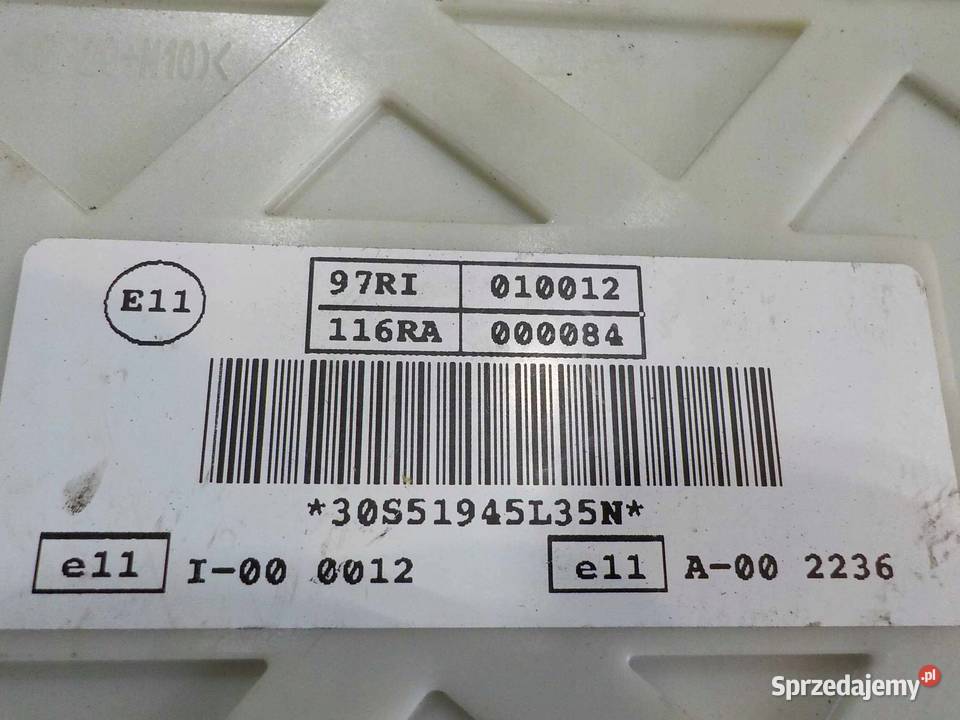 E11
97RI 010012
116RA 000084
*30S51945L35N*
e11 I-00 0012
e11 A-00 2236
Sprzedajemy.pl